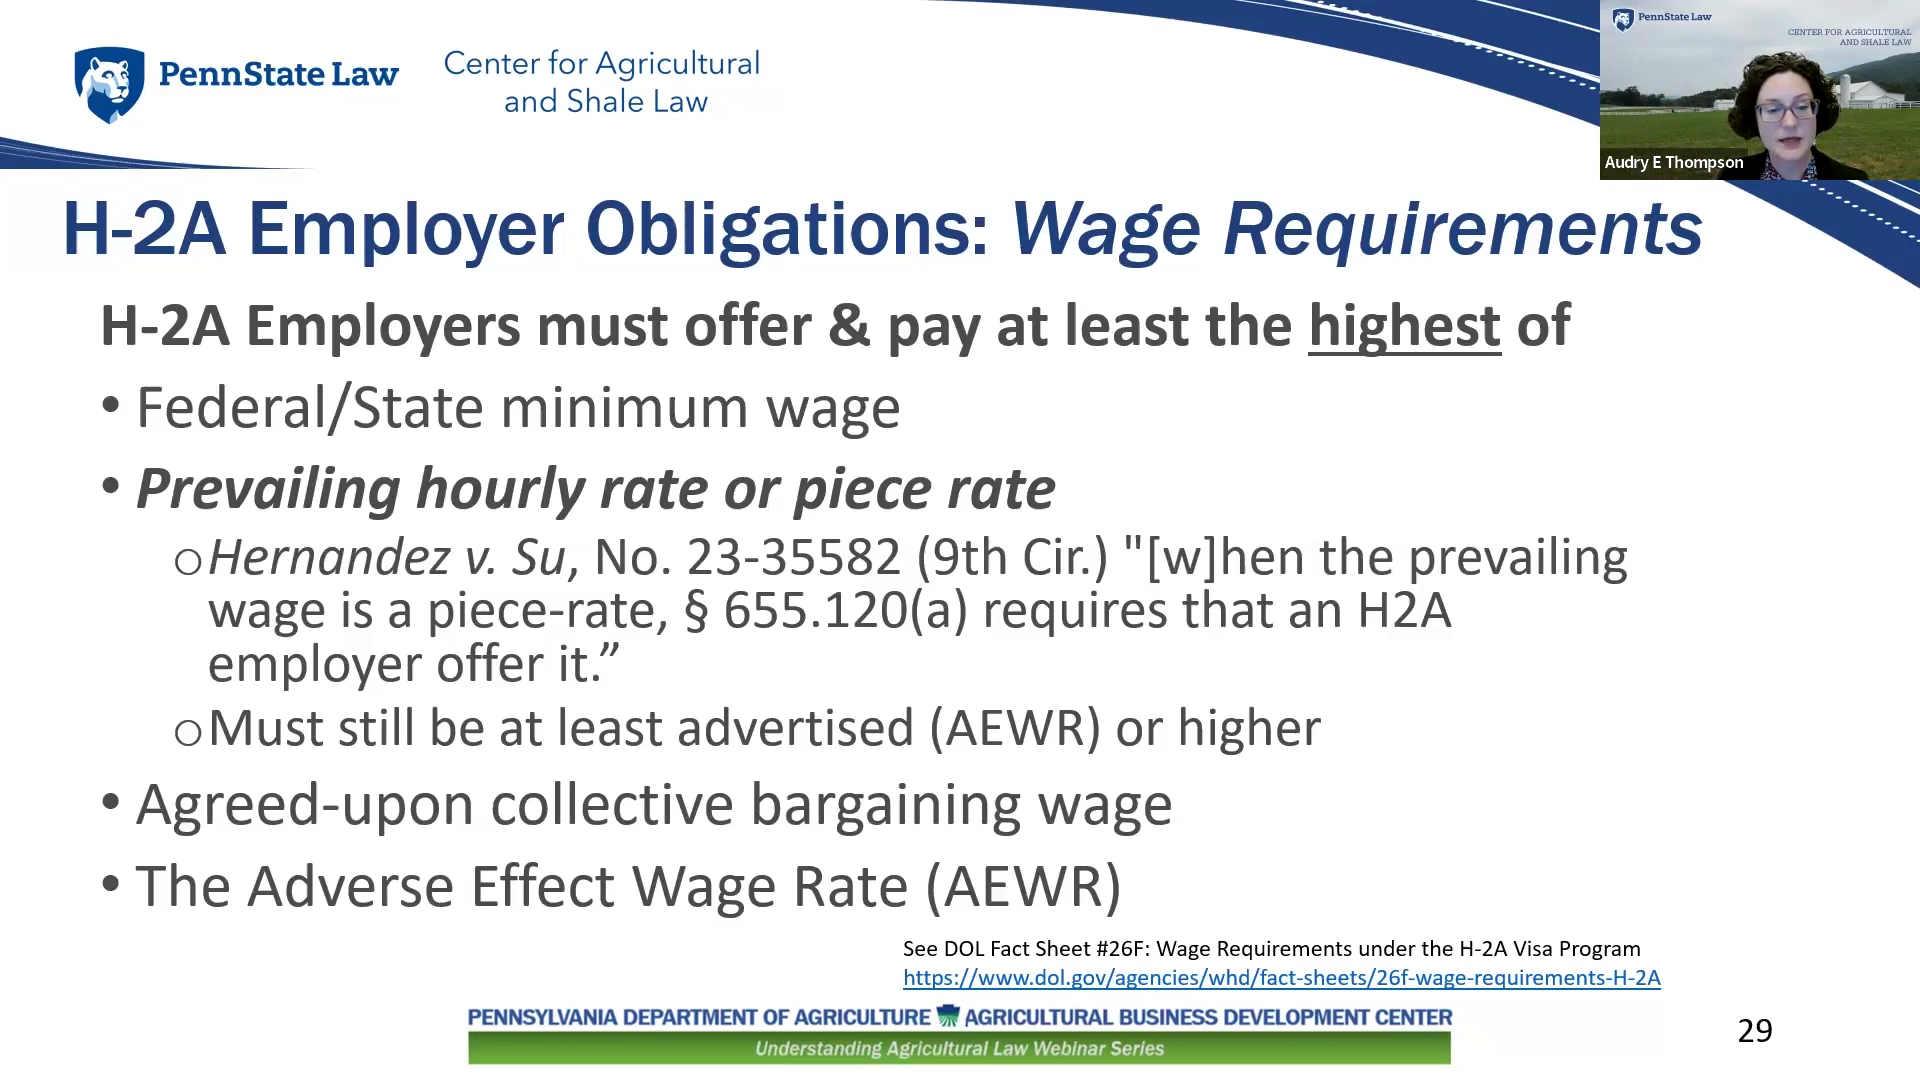 PennState Law
Center for Agricultural
and Shale Law
PennState Law
CENTER FOR AGRICULTURAL
AND SHALE LAW
Audry E Thompson
H-2A Employer Obligations: Wage Requirements
H-2A Employers must offer & pay at least the highest of
• Federal/State minimum wage
• Prevailing hourly rate or piece rate
o Hernandez v. Su, No. 23-35582 (9th Cir.) "[w]hen the prevailing
wage is a piece-rate, § 655.120(a) requires that an H2A
employer offer it.”
o Must still be at least advertised (AEWR) or higher
• Agreed-upon collective bargaining wage
• The Adverse Effect Wage Rate (AEWR)
See DOL Fact Sheet #26F: Wage Requirements under the H-2A Visa Program
https://www.dol.gov/agencies/whd/fact-sheets/26f-wage-requirements-H-2A
PENNSYLVANIA DEPARTMENT OF AGRICULTURE AGRICULTURAL BUSINESS DEVELOPMENT CENTER
Understanding Agricultural Law Webinar Series
29